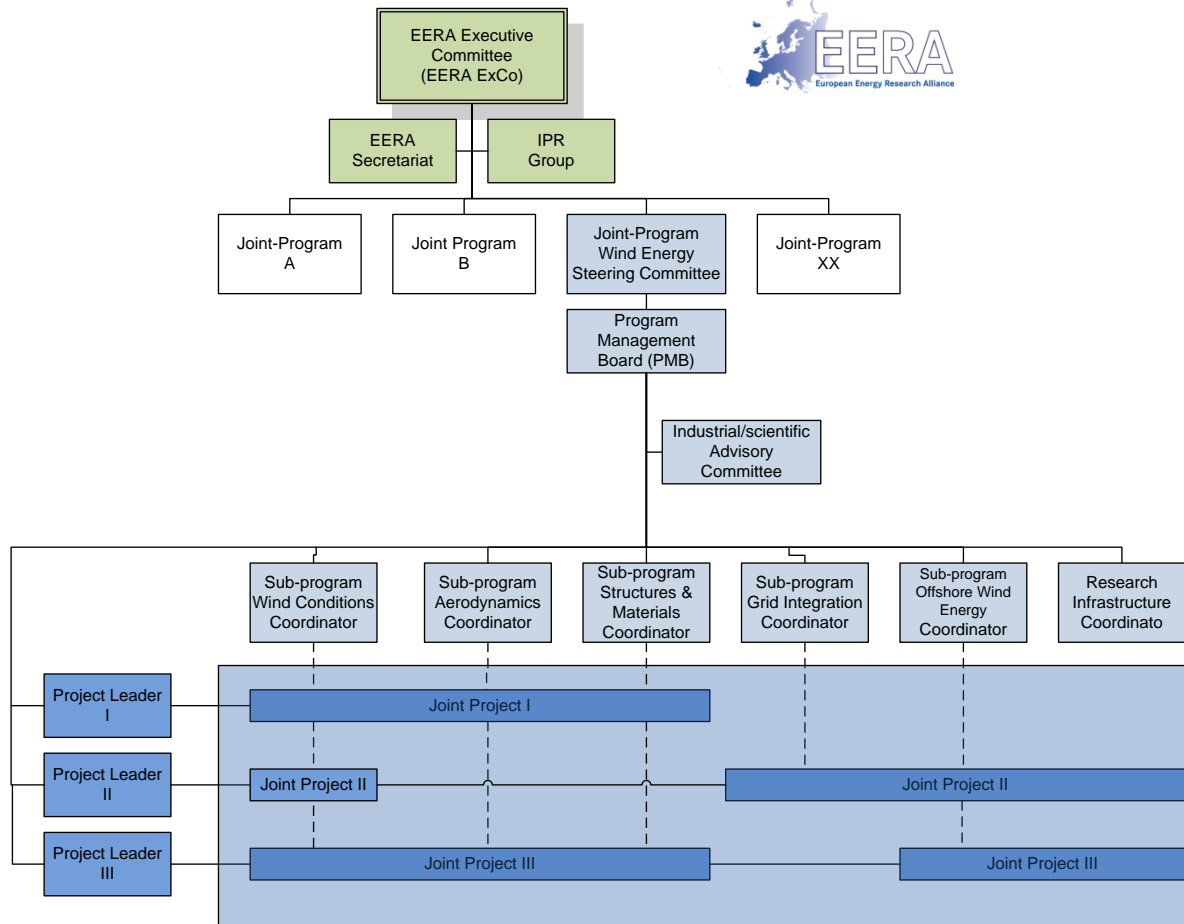 EERA Executive
Committee
(EERA ExCo)
EERA
European Energy Research Alliance
EERA
Secretariat
IPR
Group
Joint-Program
A
Joint Program
B
Joint-Program
Wind Energy
Steering Committee
Joint-Program
XX
Program
Management
Board (PMB)
Industrial/scientific
Advisory
Committee
Sub-program
Wind Conditions
Coordinator
Sub-program
Aerodynamics
Coordinator
Sub-program
Structures &
Materials
Coordinator
Sub-program
Grid Integration
Coordinator
Sub-program
Offshore Wind
Energy
Coordinator
Research
Infrastructure
Coordinato
Project Leader
I
Joint Project I
Project Leader
II
Joint Project II
Joint Project II
Project Leader
III
Joint Project III
Joint Project III